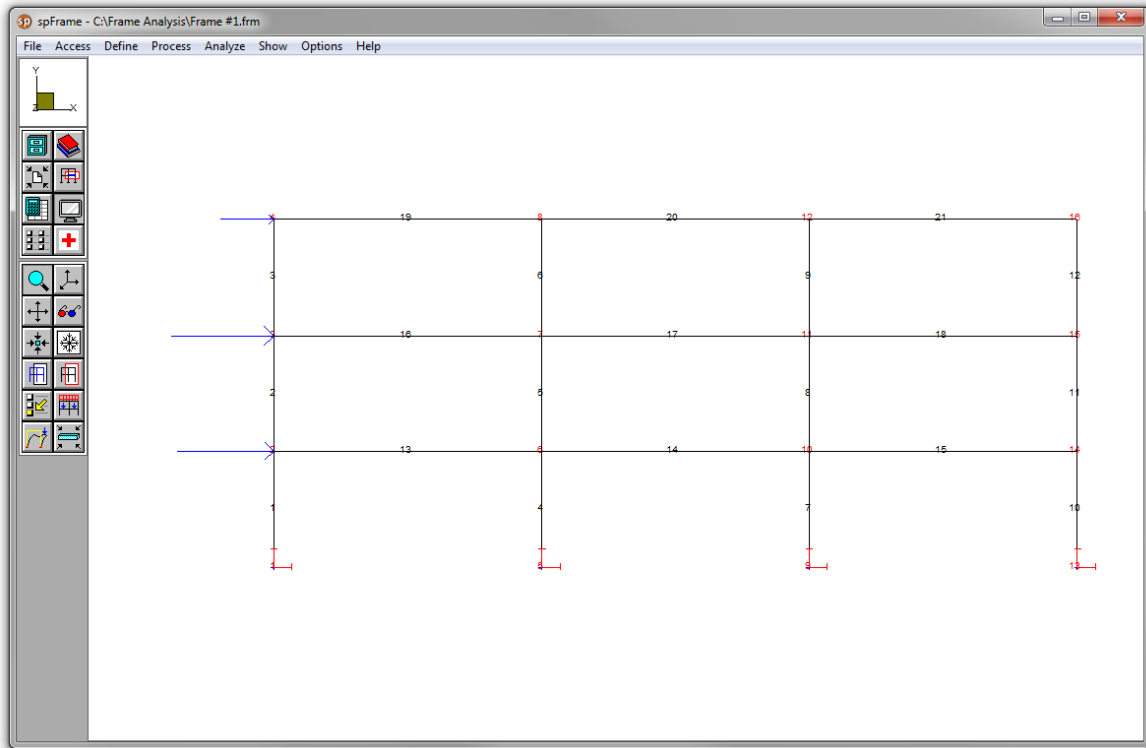 sp spFrame - C:\Frame Analysis\Frame #1.frm
File Access Define Process Analyze Show Options Help
Y
Z X
19 8 20 12 21 16
3 6 9 12
7 16 17 11 18 15
2 5 8 11
13 6 14 10 15 14
1 4 7 10
1 5 9 13